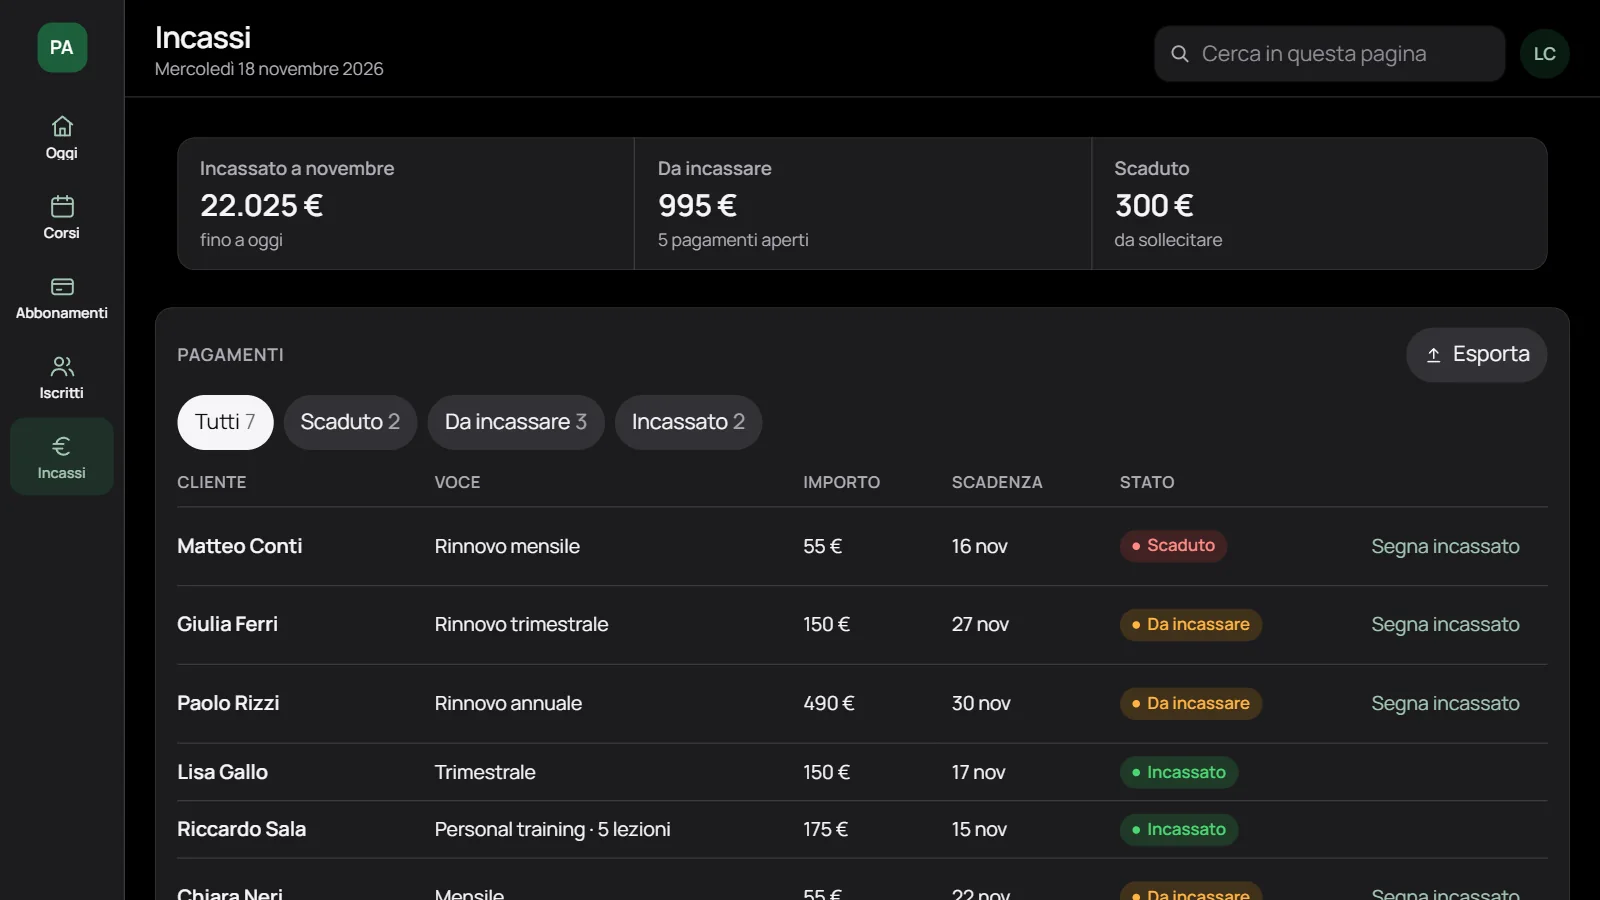 PA
Oggi
Corsi
Abbonamenti
Iscritti
Incassi
Incassi
Mercoledì 18 novembre 2026
Cerca in questa pagina
LC
Incassato a novembre
22.025 €
fino a oggi
Da incassare
995 €
5 pagamenti aperti
Scaduto
300 €
da sollecitare
PAGAMENTI
Esporta
Tutti 7
Scaduto 2
Da incassare 3
Incassato 2
CLIENTE VOCE IMPORTO SCADENZA STATO
Matteo Conti Rinnovo mensile 55 € 16 nov Scaduto Segna incassato
Giulia Ferri Rinnovo trimestrale 150 € 27 nov Da incassare Segna incassato
Paolo Rizzi Rinnovo annuale 490 € 30 nov Da incassare Segna incassato
Lisa Gallo Trimestrale 150 € 17 nov Incassato
Riccardo Sala Personal training · 5 lezioni 175 € 15 nov Incassato
Chiara Neri Mensile 55 € 22 nov Da incassare Segna incassato